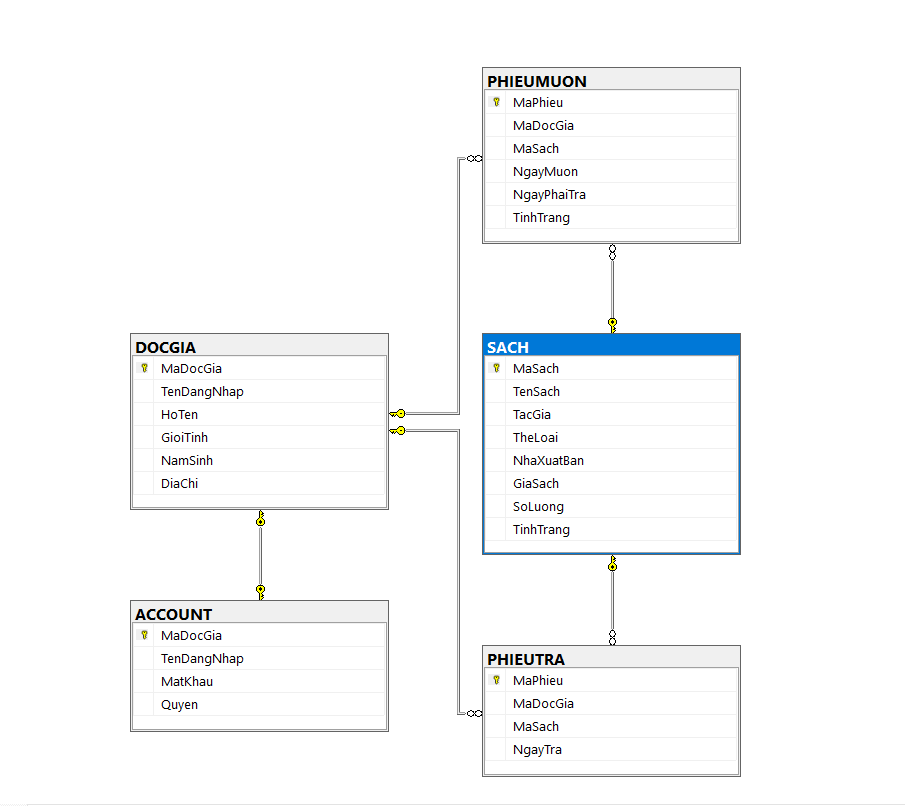 PHIEUMUON
MaPhieu
MaDocGia
MaSach
NgayMuon
NgayPhaiTra
TinhTrang
DOCGIA
MaDocGia
TenDangNhap
HoTen
GioiTinh
NamSinh
DiaChi
SACH
MaSach
TenSach
TacGia
TheLoai
NhaXuatBan
GiaSach
SoLuong
TinhTrang
ACCOUNT
MaDocGia
TenDangNhap
MatKhau
Quyen
PHIEUTRA
MaPhieu
MaDocGia
MaSach
NgayTra